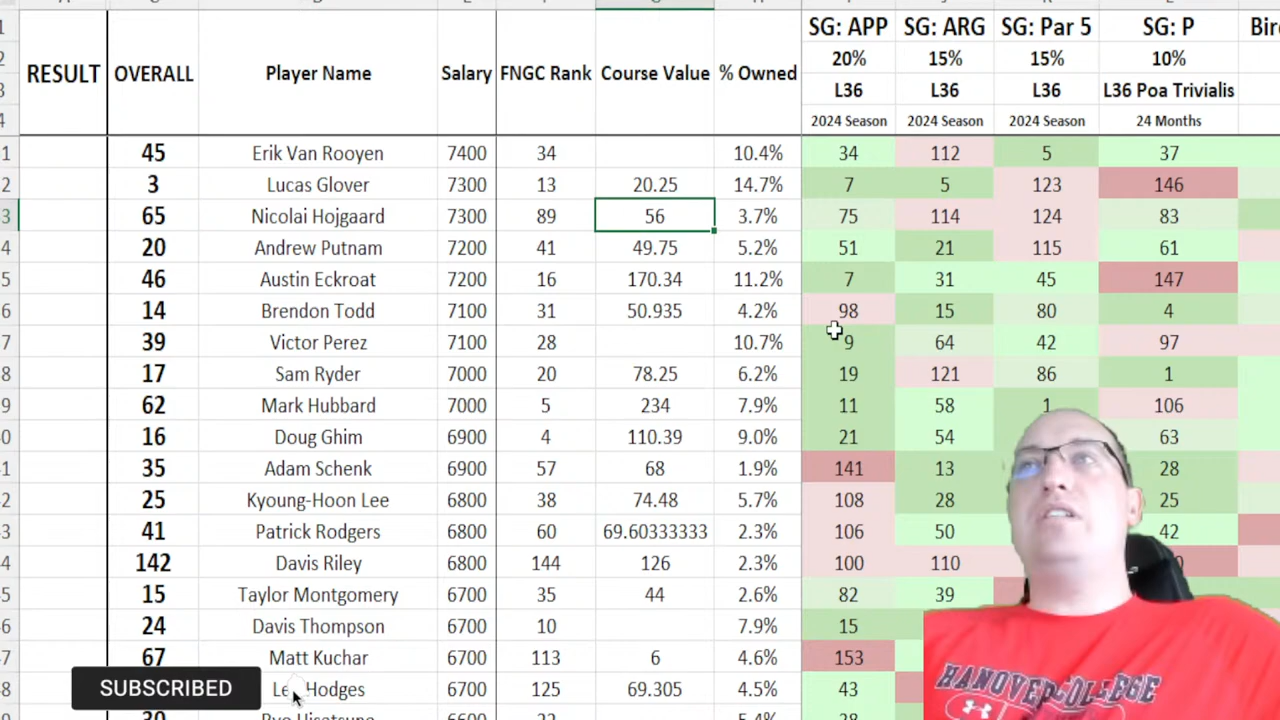 SG: APP SG: ARG SG: Par 5 SG: P
20% 15% 15% 10%
RESULT OVERALL Player Name Salary FNGC Rank Course Value % Owned
L36 L36 L36 L36 Poa Trivialis
2024 Season 2024 Season 2024 Season 24 Months
45 Erik Van Rooyen 7400 34 10.4% 34 112 5 37
3 Lucas Glover 7300 13 20.25 14.7% 7 5 123 146
65 Nicolai Hojgaard 7300 89 56 3.7% 75 114 124 83
20 Andrew Putnam 7200 41 49.75 5.2% 51 21 115 61
46 Austin Eckroat 7200 16 170.34 11.2% 7 31 45 147
14 Brendon Todd 7100 31 50.935 4.2% 98 15 80 4
39 Victor Perez 7100 28 10.7% 9 64 42 97
17 Sam Ryder 7000 20 78.25 6.2% 19 121 86 1
62 Mark Hubbard 7000 5 234 7.9% 11 58 1 106
16 Doug Ghim 6900 4 110.39 9.0% 21 54 63
35 Adam Schenk 6900 57 68 1.9% 141 13 28
25 Kyoung-Hoon Lee 6800 38 74.48 5.7% 108 28 25
41 Patrick Rodgers 6800 60 69.60333333 2.3% 106 50 42
142 Davis Riley 6800 144 126 2.3% 100 110
15 Taylor Montgomery 6700 35 44 2.6% 82 39
24 Davis Thompson 6700 10 7.9% 15
67 Matt Kuchar 6700 113 6 4.6% 153
SUBSCRIBED Hodges 6700 125 69.305 4.5% 43
HANOVER COLLEGE